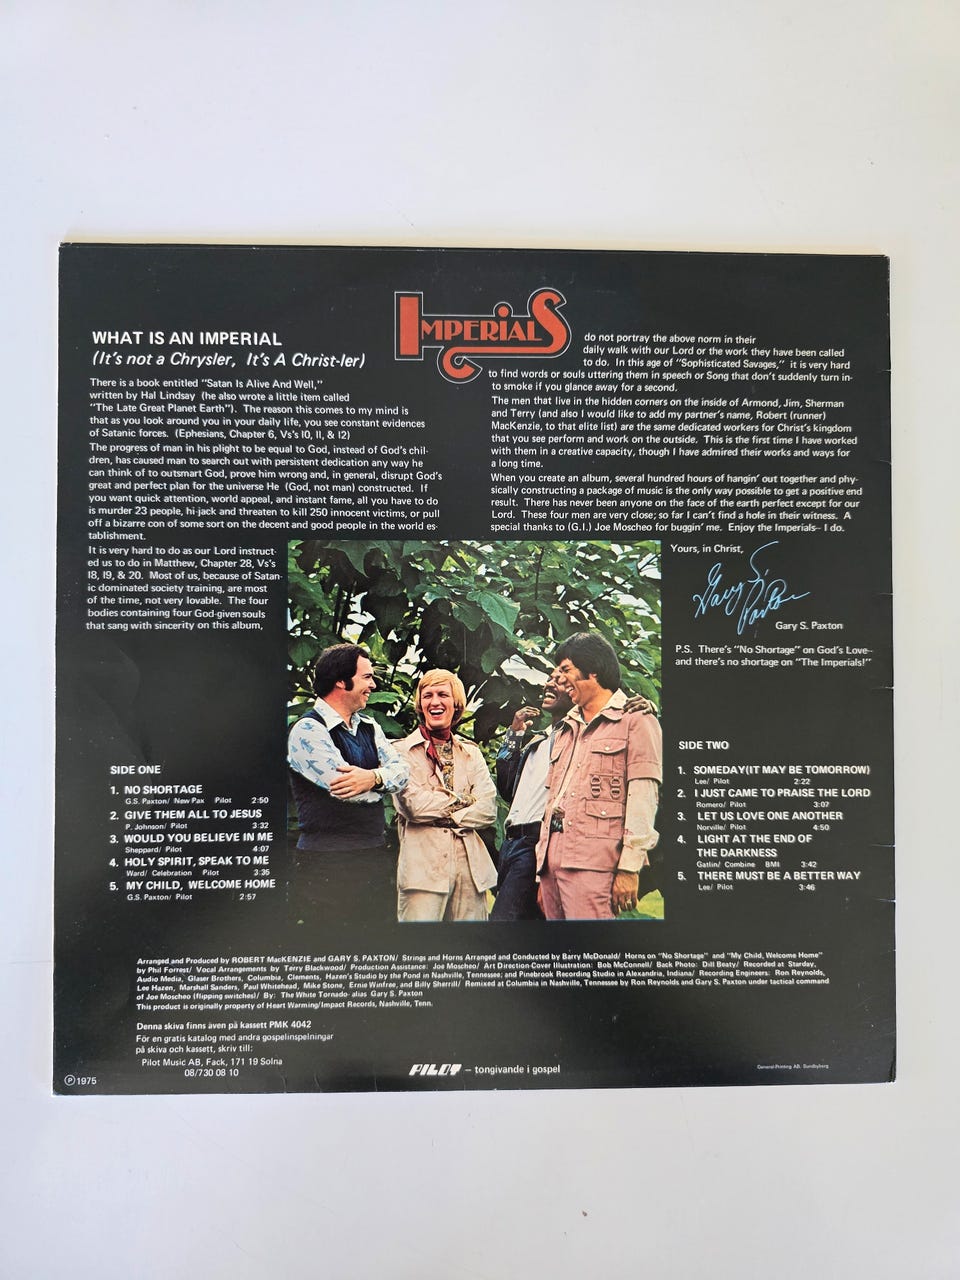 IMPERIALS
WHAT IS AN IMPERIAL
(It's not a Chrysler, It's A Christ-ler)
There is a book entitled "Satan Is Alive And Well,"
written by Hal Lindsay (he also wrote a little item called
"The Late Great Planet Earth"). The reason this comes to my mind is
that as you look around you in your daily life, you see constant evidences
of Satanic forces. (Ephesians, Chapter 6, Vs's 10, 11, & 12)
The progress of man in his plight to be equal to God, instead of God's chil-
dren, has caused man to search out with persistent dedication any way he
can think of to outsmart God, prove him wrong and, in general, disrupt God's
great and perfect plan for the universe He (God, not man) constructed. If
you want quick attention, world appeal, and instant fame, all you have to do
is murder 23 people, hi-jack and threaten to kill 250 innocent victims, or pull
off a bizarre con of some sort on the decent and good people in the world es-
tablishment.
It is very hard to do as our Lord instruct-
ed us to do in Matthew, Chapter 28, Vs's
18, 19, & 20. Most of us, because of Satan-
ic dominated society training, are most
of the time, not very lovable. The four
bodies containing four God-given souls
that sang with sincerity on this album,
do not portray the above norm in their
daily walk with our Lord or the work they have been called
to do. In this age of "Sophisticated Savages," it is very hard
to find words or souls uttering them in speech or Song that don't suddenly turn in-
to smoke if you glance away for a second.
The men that live in the hidden corners on the inside of Armond, Jim, Sherman
and Terry (and also I would like to add my partner's name, Robert (runner)
MacKenzie, to that elite list) are the same dedicated workers for Christ's kingdom
that you see perform and work on the outside. This is the first time I have worked
with them in a creative capacity, though I have admired their works and ways for
a long time.
When you create an album, several hundred hours of hangin' out together and phy-
sically constructing a package of music is the only way possible to get a positive end
result. There has never been anyone on the face of the earth perfect except for our
Lord. These four men are very close; so far I can't find a hole in their witness. A
special thanks to (G.I.) Joe Moscheo for buggin' me. Enjoy the Imperials-- I do.
Yours, in Christ,
Gary S. Paxton
Gary S. Paxton
P.S. There's "No Shortage" on God's Love--
and there's no shortage on "The Imperials!"
SIDE ONE
1. NO SHORTAGE
G.S. Paxton/ New Pax Pilot 2:50
2. GIVE THEM ALL TO JESUS
P. Johnson/ Pilot 3:32
3. WOULD YOU BELIEVE IN ME
Sheppard/ Pilot 4:07
4. HOLY SPIRIT, SPEAK TO ME
Ward/ Celebration Pilot 3:35
5. MY CHILD, WELCOME HOME
G.S. Paxton/ Pilot 2:57
SIDE TWO
1. SOMEDAY(IT MAY BE TOMORROW)
Lee/ Pilot 2:22
2. I JUST CAME TO PRAISE THE LORD
Romero/ Pilot 3:07
3. LET US LOVE ONE ANOTHER
Norville/ Pilot 4:50
4. LIGHT AT THE END OF
THE DARKNESS
Gatlin/ Combine BMI 3:42
5. THERE MUST BE A BETTER WAY
Lee/ Pilot 3:46
Arranged and Produced by ROBERT MacKENZIE and GARY S. PAXTON/ Strings and Horns Arranged and Conducted by Barry McDonald/ Horns on "No Shortage" and "My Child, Welcome Home"
by Phil Forrest/ Vocal Arrangements by Terry Blackwood/ Production Assistance: Joe Moscheo/ Art Direction-Cover Illustration: Bob McConnell/ Back Photo: Dill Beaty/ Recorded at Starday,
Audio Media, Glaser Brothers, Columbia, Clements, Hazen's Studio by the Pond in Nashville, Tennessee; and Pinebrook Recording Studio in Alexandria, Indiana/ Recording Engineers: Ron Reynolds,
Lee Hazen, Marshall Sanders, Paul Whitehead, Mike Stone, Ernie Winfree, and Billy Sherrill/ Remixed at Columbia in Nashville, Tennessee by Ron Reynolds and Gary S. Paxton under tactical command
of Joe Moscheo (flipping switches)/ By: The White Tornado alias Gary S. Paxton
This product is originally property of Heart Warming/Impact Records, Nashville, Tenn.
Denna skiva finns även på kassett PMK 4042
För en gratis katalog med andra gospelinspelningar
på skiva och kassett, skriv till:
Pilot Music AB, Fack, 171 19 Solna
08/730 08 10
PILOT – tongivande i gospel
General-Printing AB, Sundbyberg
Ⓟ 1975